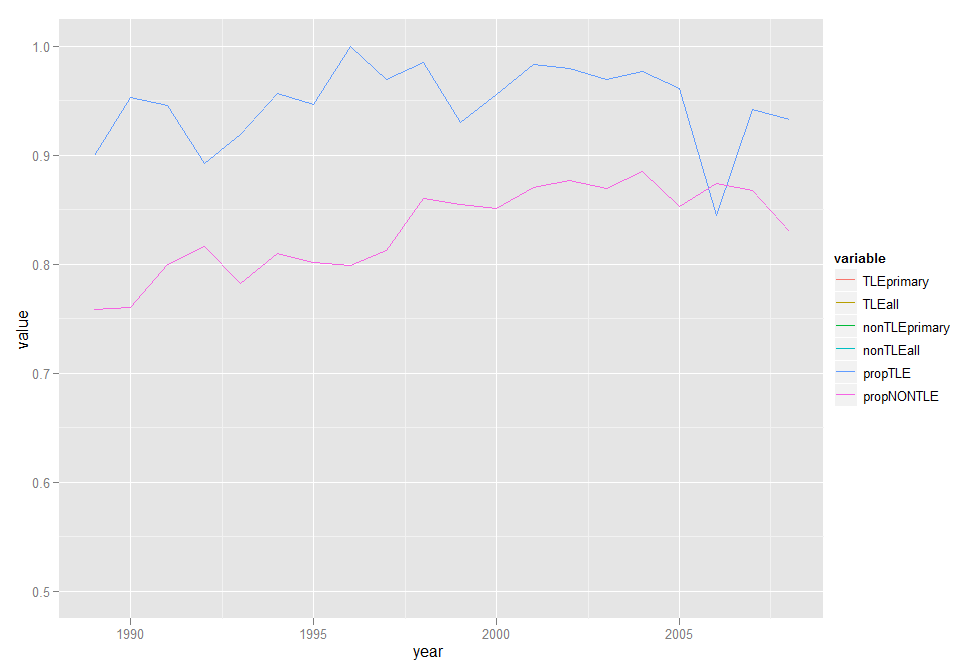 1.0
0.9
0.8
0.7
0.6
0.5
value
1990
1995
2000
2005
year
variable
TLEprimary
TLEall
nonTLEprimary
nonTLEall
propTLE
propNONTLE